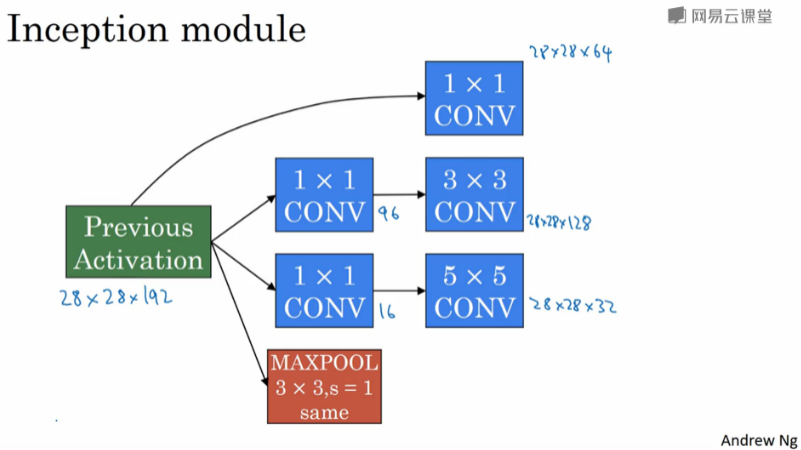 网易云课堂
Inception module
28×28×64
1 × 1
CONV
1 × 1
CONV
96
3 × 3
CONV
28×28×128
Previous
Activation
28×28×192
1 × 1
CONV
16
5 × 5
CONV
28×28×32
MAXPOOL
3 × 3,s = 1
same
Andrew Ng